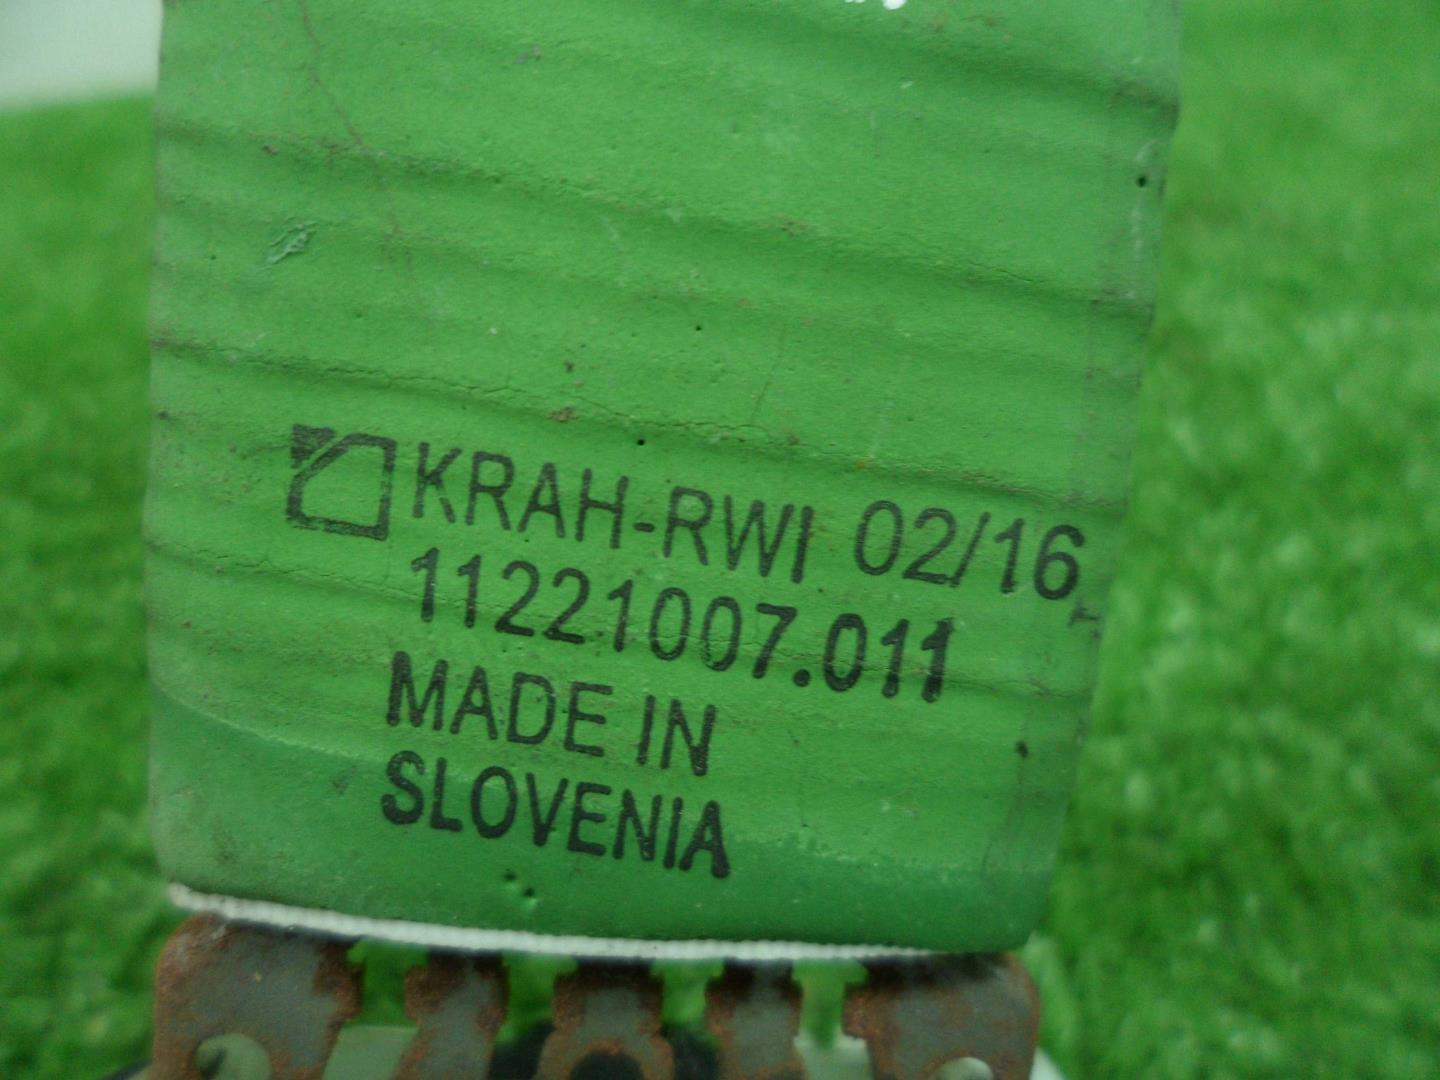 KRAH-RWI 02/16
11221007.011
MADE IN
SLOVENIA